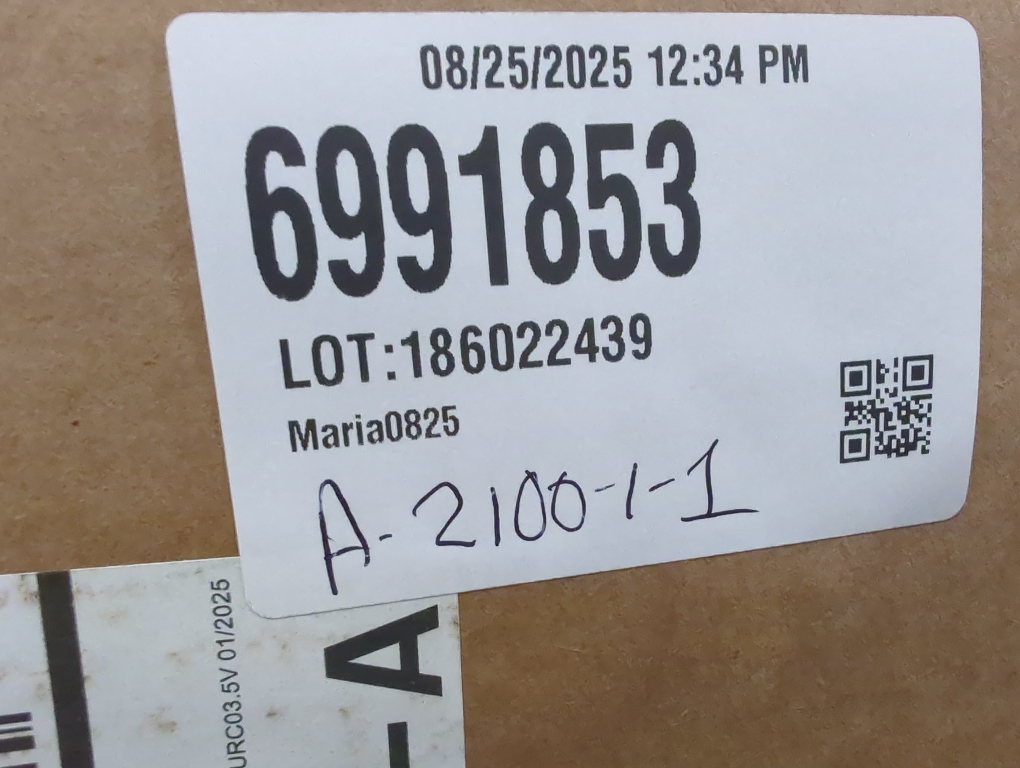 08/25/2025 12:34 PM
6991853
LOT:186022439
Maria0825
A-2100-1-1
URC03.5V 01/2025
-A